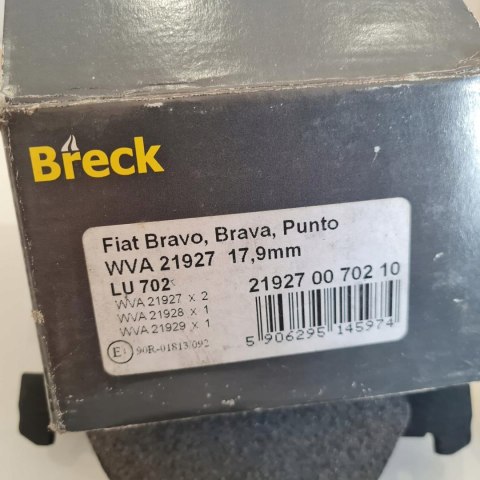 Breck
Fiat Bravo, Brava, Punto
WVA 21927 17,9mm
LU 702
21927 00 702 10
WVA 21927 x 2
WVA 21928 x 1
WVA 21929 x 1
E 90R-01813/092
5 906295 145974